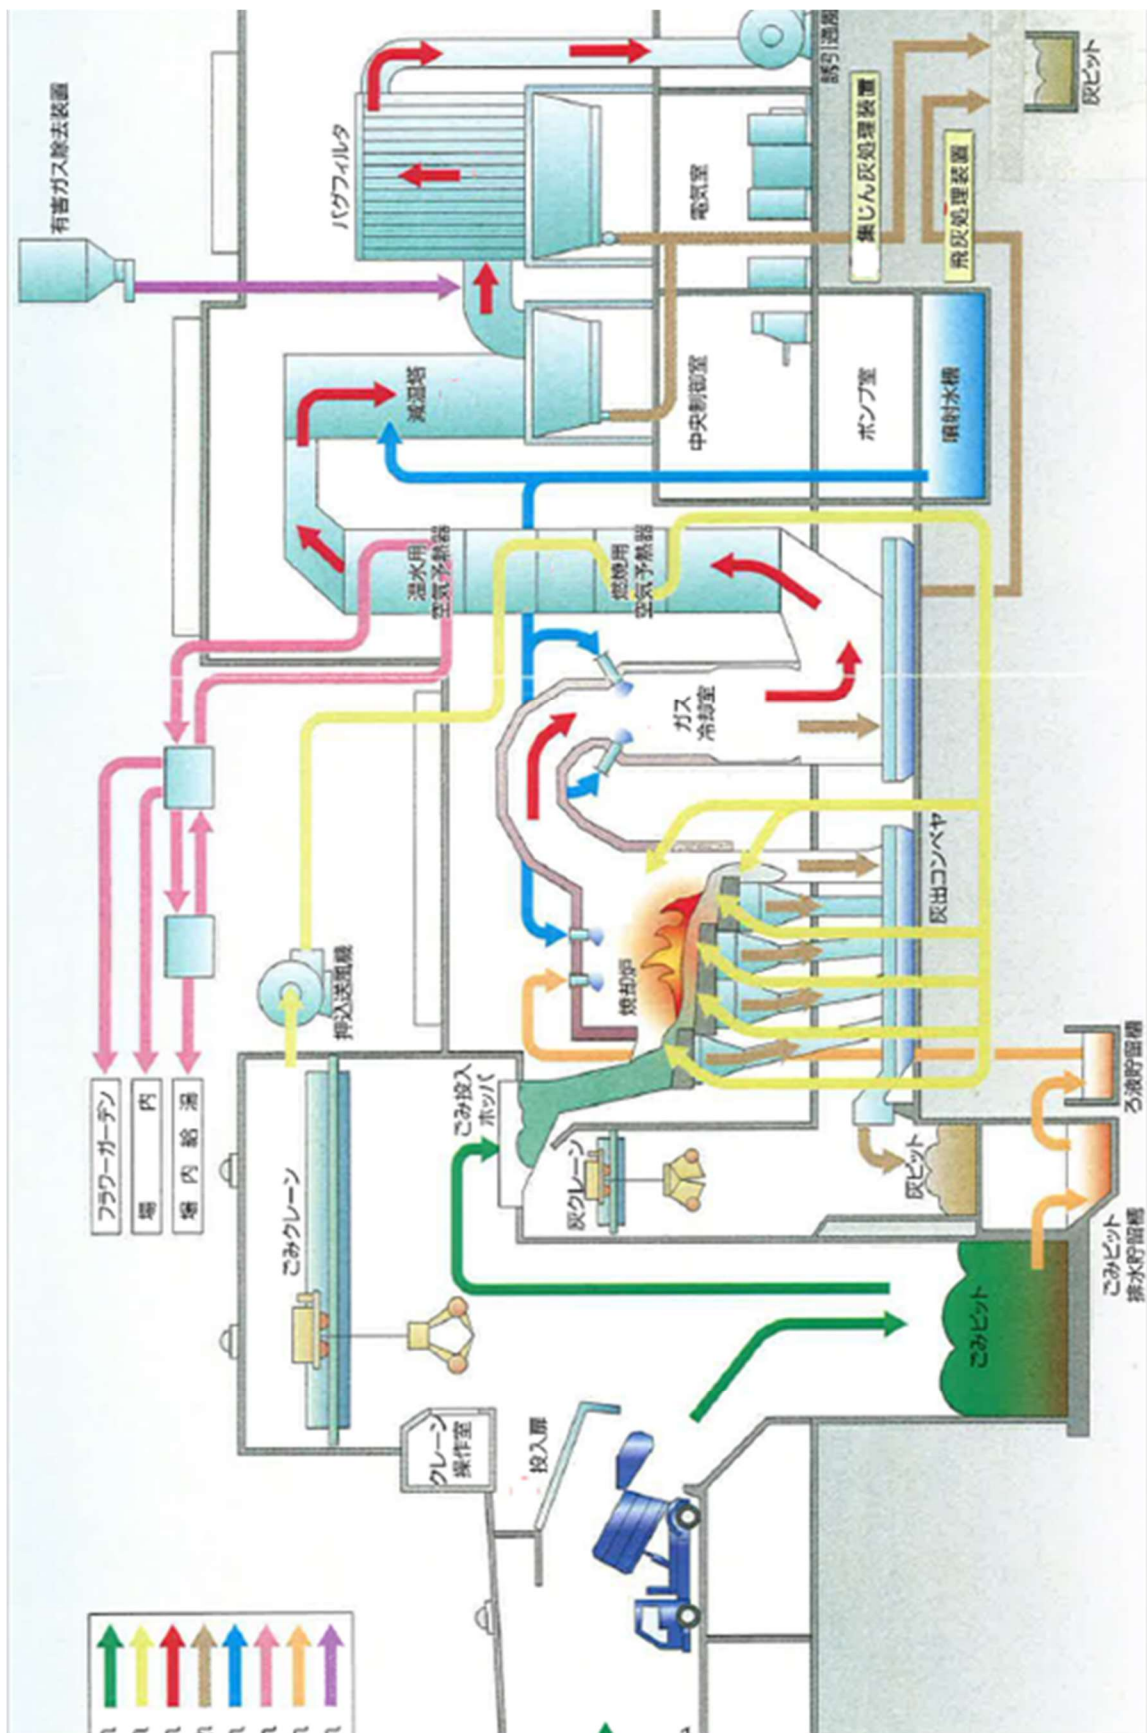 フラワーガーデン
場内
場内給湯
有害ガス除去装置
ごみクレーン
押込送風機
バグフィルタ
クレーン
操作室
ごみ投入
ホッパ
温水用
空気予熱器
減温塔
投入扉
灰クレーン
焼却炉
ガス
冷却室
燃焼用
空気予熱器
中央制御室
電気室
ポンプ室
集じん灰処理装置
灰ピット
灰出コンベヤ
噴射水槽
飛灰処理装置
ごみピット
灰ピット
ごみピット
排水貯留槽
ろ液貯留槽